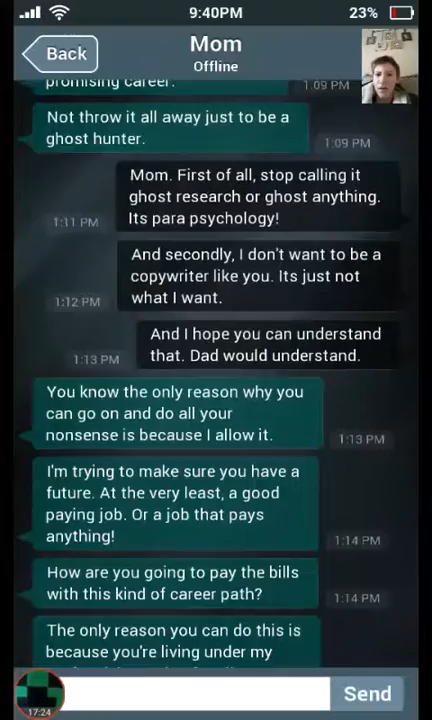 9:40PM
23%
Back
Mom
Offline
promising career.
1:09 PM
Not throw it all away just to be a
ghost hunter.
1:09 PM
Mom. First of all, stop calling it
ghost research or ghost anything.
Its para psychology!
1:11 PM
And secondly, I don't want to be a
copywriter like you. Its just not
what I want.
1:12 PM
And I hope you can understand
that. Dad would understand.
1:13 PM
You know the only reason why you
can go on and do all your
nonsense is because I allow it.
1:13 PM
I'm trying to make sure you have a
future. At the very least, a good
paying job. Or a job that pays
anything!
1:14 PM
How are you going to pay the bills
with this kind of career path?
1:14 PM
The only reason you can do this is
because you're living under my
17:24
Send